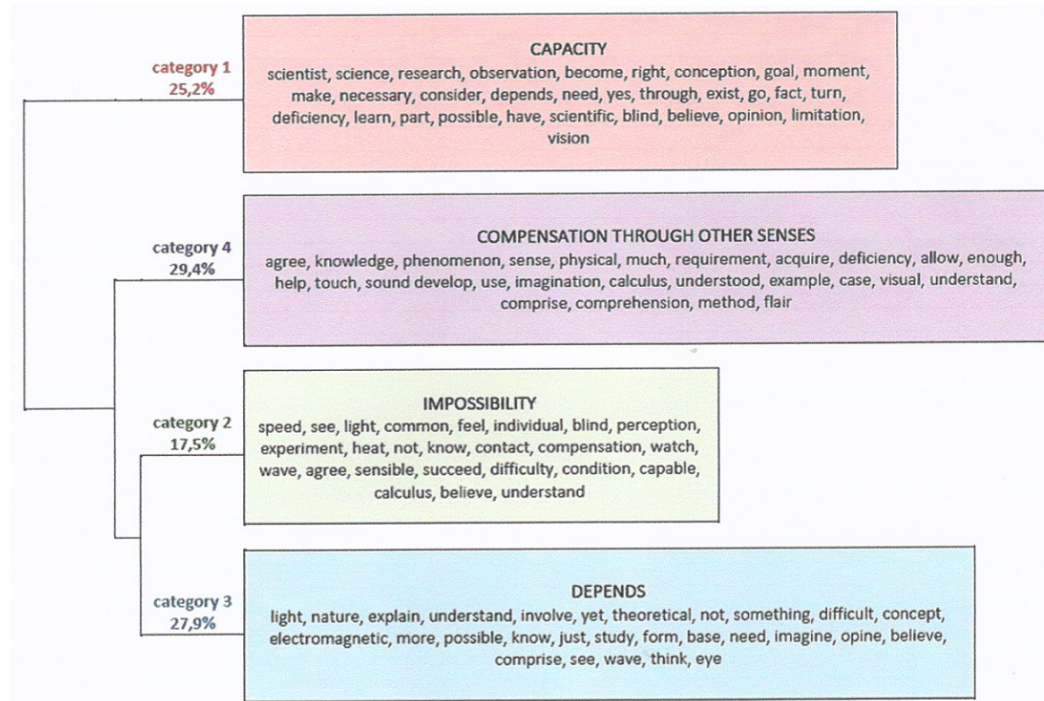 category 1
25,2%
CAPACITY
scientist, science, research, observation, become, right, conception, goal, moment,
make, necessary, consider, depends, need, yes, through, exist, go, fact, turn,
deficiency, learn, part, possible, have, scientific, blind, believe, opinion, limitation,
vision
category 4
29,4%
COMPENSATION THROUGH OTHER SENSES
agree, knowledge, phenomenon, sense, physical, much, requirement, acquire, deficiency, allow, enough,
help, touch, sound develop, use, imagination, calculus, understood, example, case, visual, understand,
comprise, comprehension, method, flair
category 2
17,5%
IMPOSSIBILITY
speed, see, light, common, feel, individual, blind, perception,
experiment, heat, not, know, contact, compensation, watch,
wave, agree, sensible, succeed, difficulty, condition, capable,
calculus, believe, understand
category 3
27,9%
DEPENDS
light, nature, explain, understand, involve, yet, theoretical, not, something, difficult, concept,
electromagnetic, more, possible, know, just, study, form, base, need, imagine, opine, believe,
comprise, see, wave, think, eye